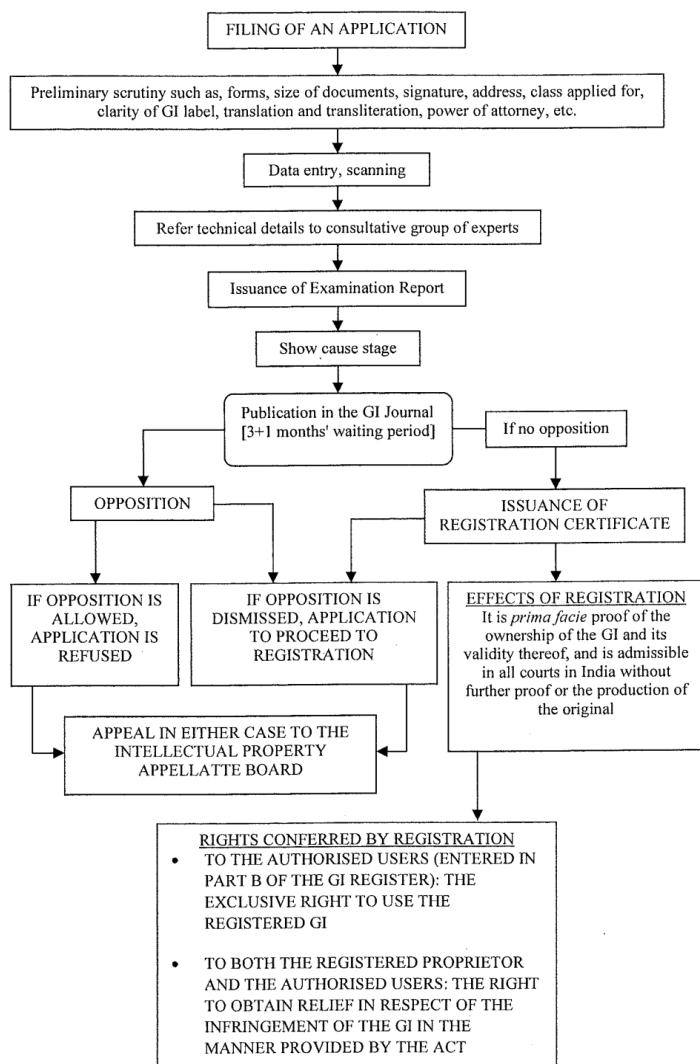 FILING OF AN APPLICATION
Preliminary scrutiny such as, forms, size of documents, signature, address, class applied for,
clarity of GI label, translation and transliteration, power of attorney, etc.
Data entry, scanning
Refer technical details to consultative group of experts
Issuance of Examination Report
Show cause stage
Publication in the GI Journal
[3+1 months' waiting period]
If no opposition
OPPOSITION
ISSUANCE OF
REGISTRATION CERTIFICATE
IF OPPOSITION IS
ALLOWED,
APPLICATION IS
REFUSED
IF OPPOSITION IS
DISMISSED, APPLICATION
TO PROCEED TO
REGISTRATION
EFFECTS OF REGISTRATION
It is prima facie proof of the
ownership of the GI and its
validity thereof, and is admissible
in all courts in India without
further proof or the production of
the original
APPEAL IN EITHER CASE TO THE
INTELLECTUAL PROPERTY
APPELLATTE BOARD
RIGHTS CONFERRED BY REGISTRATION
• TO THE AUTHORISED USERS (ENTERED IN
PART B OF THE GI REGISTER): THE
EXCLUSIVE RIGHT TO USE THE
REGISTERED GI
• TO BOTH THE REGISTERED PROPRIETOR
AND THE AUTHORISED USERS: THE RIGHT
TO OBTAIN RELIEF IN RESPECT OF THE
INFRINGEMENT OF THE GI IN THE
MANNER PROVIDED BY THE ACT